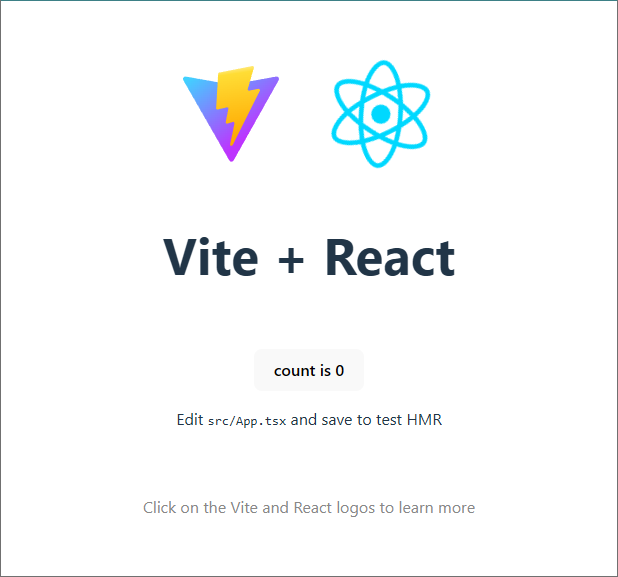 Vite + React
count is 0
Edit src/App.tsx and save to test HMR
Click on the Vite and React logos to learn more